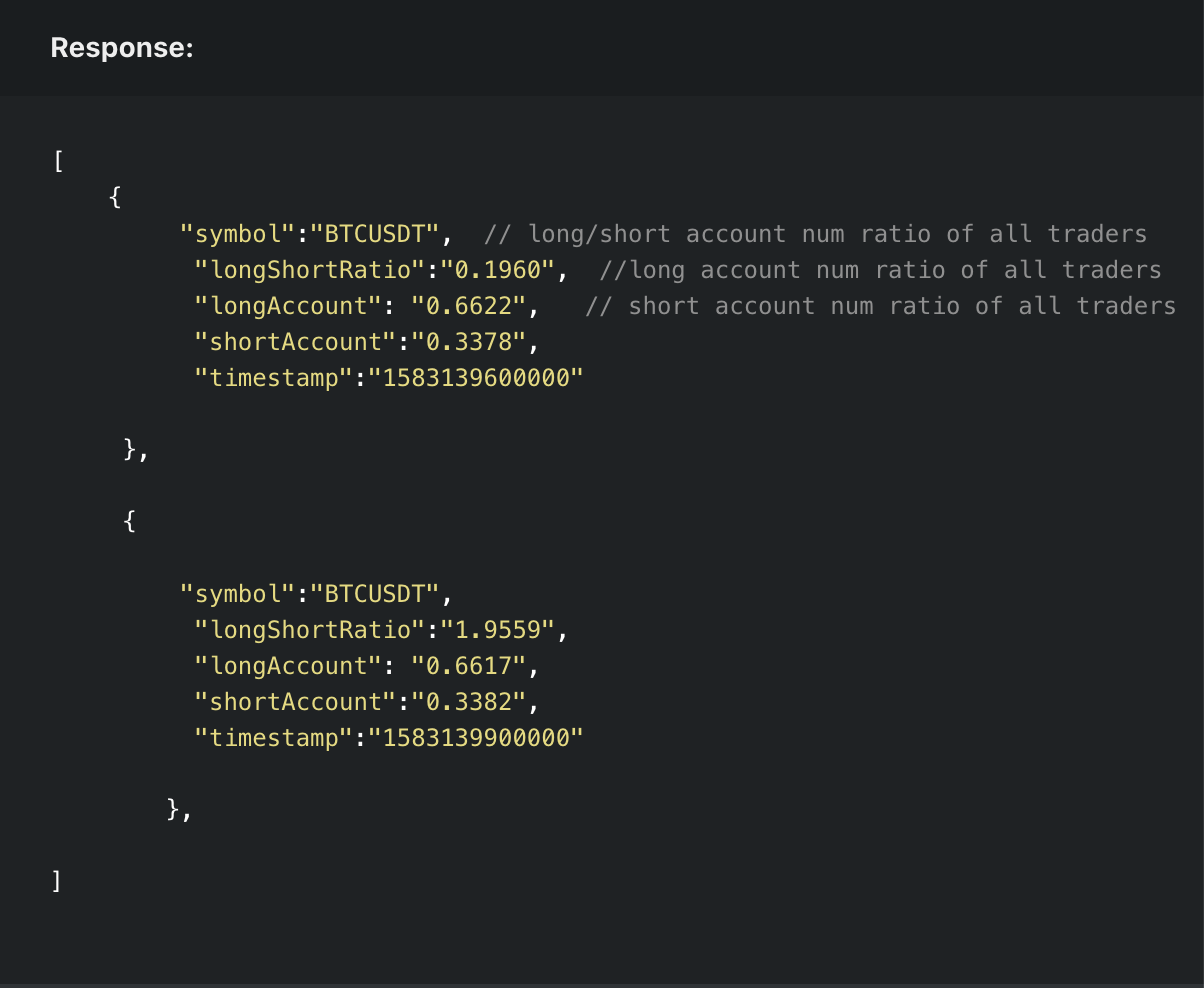 Response:
[
{
"symbol":"BTCUSDT",  // long/short account num ratio of all traders
"longShortRatio":"0.1960",  //long account num ratio of all traders
"longAccount": "0.6622",   // short account num ratio of all traders
"shortAccount":"0.3378",
"timestamp":"1583139600000"
},
{
"symbol":"BTCUSDT",
"longShortRatio":"1.9559",
"longAccount": "0.6617",
"shortAccount":"0.3382",
"timestamp":"1583139900000"
},
]